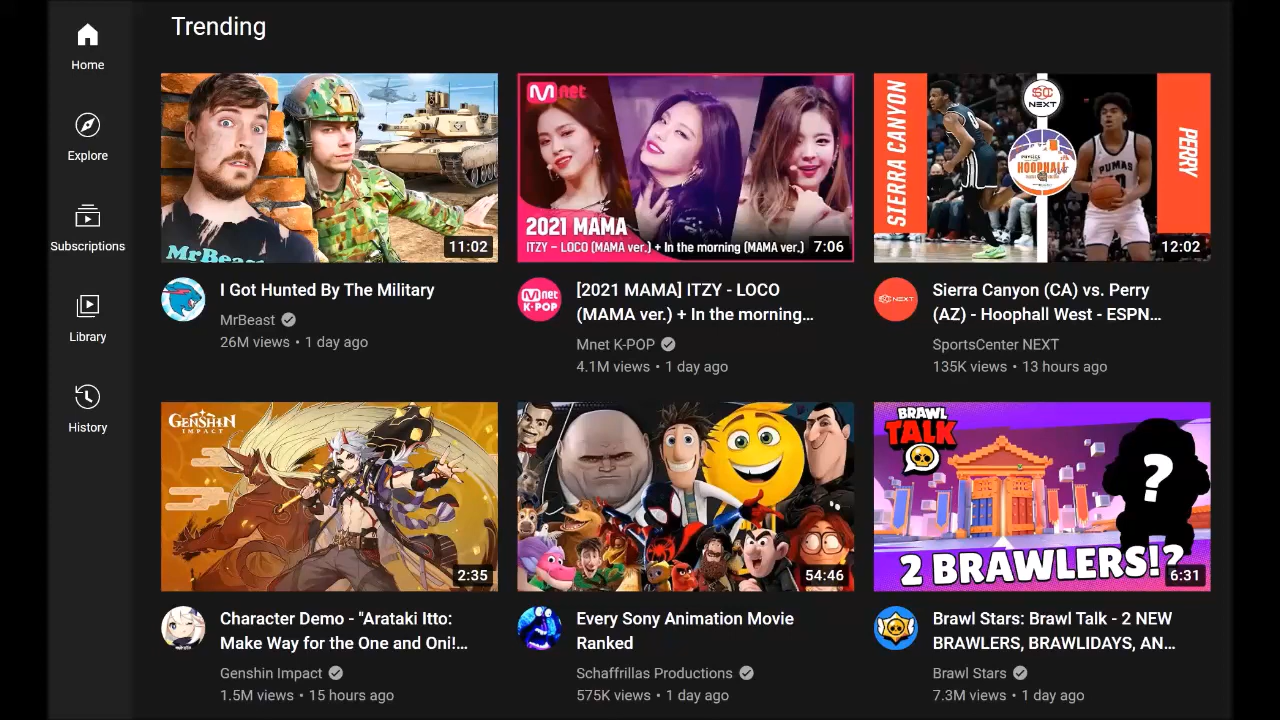 Trending
Home
Explore
Subscriptions
Library
History
MrBeas
11:02
I Got Hunted By The Military
MrBeast
26M views • 1 day ago
Mnet
2021 MAMA
ITZY – LOCO (MAMA ver.) + In the morning (MAMA ver.)
7:06
Mnet
K-POP
[2021 MAMA] ITZY - LOCO
(MAMA ver.) + In the morning...
Mnet K-POP
4.1M views • 1 day ago
SIERRA CANYON
SC
NEXT
HOOPHALL
PUMAS
PERRY
12:02
SC NEXT
Sierra Canyon (CA) vs. Perry
(AZ) - Hoophall West - ESPN...
SportsCenter NEXT
135K views • 13 hours ago
GENSHIN
IMPACT
2:35
Character Demo - "Arataki Itto:
Make Way for the One and Oni!...
Genshin Impact
1.5M views • 15 hours ago
54:46
Every Sony Animation Movie
Ranked
Schaffrillas Productions
575K views • 1 day ago
BRAWL
TALK
?
2 BRAWLERS!?
6:31
Brawl Stars: Brawl Talk - 2 NEW
BRAWLERS, BRAWLIDAYS, AN...
Brawl Stars
7.3M views • 1 day ago